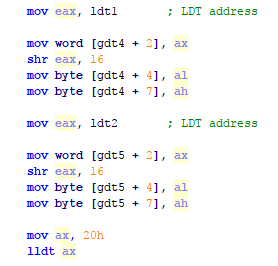 mov eax, ldt1 ; LDT address
mov word [gdt4 + 2], ax
shr eax, 16
mov byte [gdt4 + 4], al
mov byte [gdt4 + 7], ah
mov eax, ldt2 ; LDT address
mov word [gdt5 + 2], ax
shr eax, 16
mov byte [gdt5 + 4], al
mov byte [gdt5 + 7], ah
mov ax, 20h
lldt ax